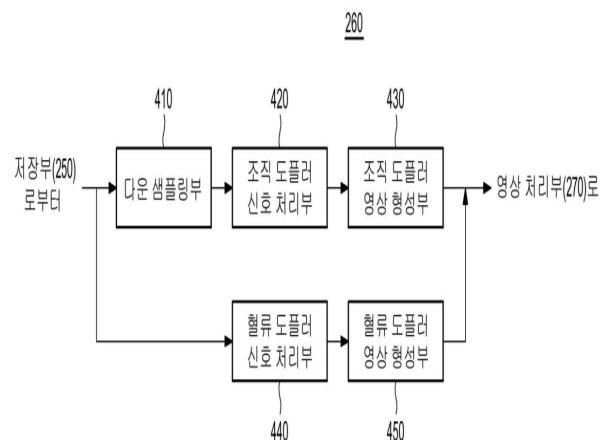 260
410
420
430
저장부(250)
로부터
다운 샘플링부
조직 도플러
신호 처리부
조직 도플러
영상 형성부
영상 처리부(270)로
혈류 도플러
신호 처리부
혈류 도플러
영상 형성부
440
450